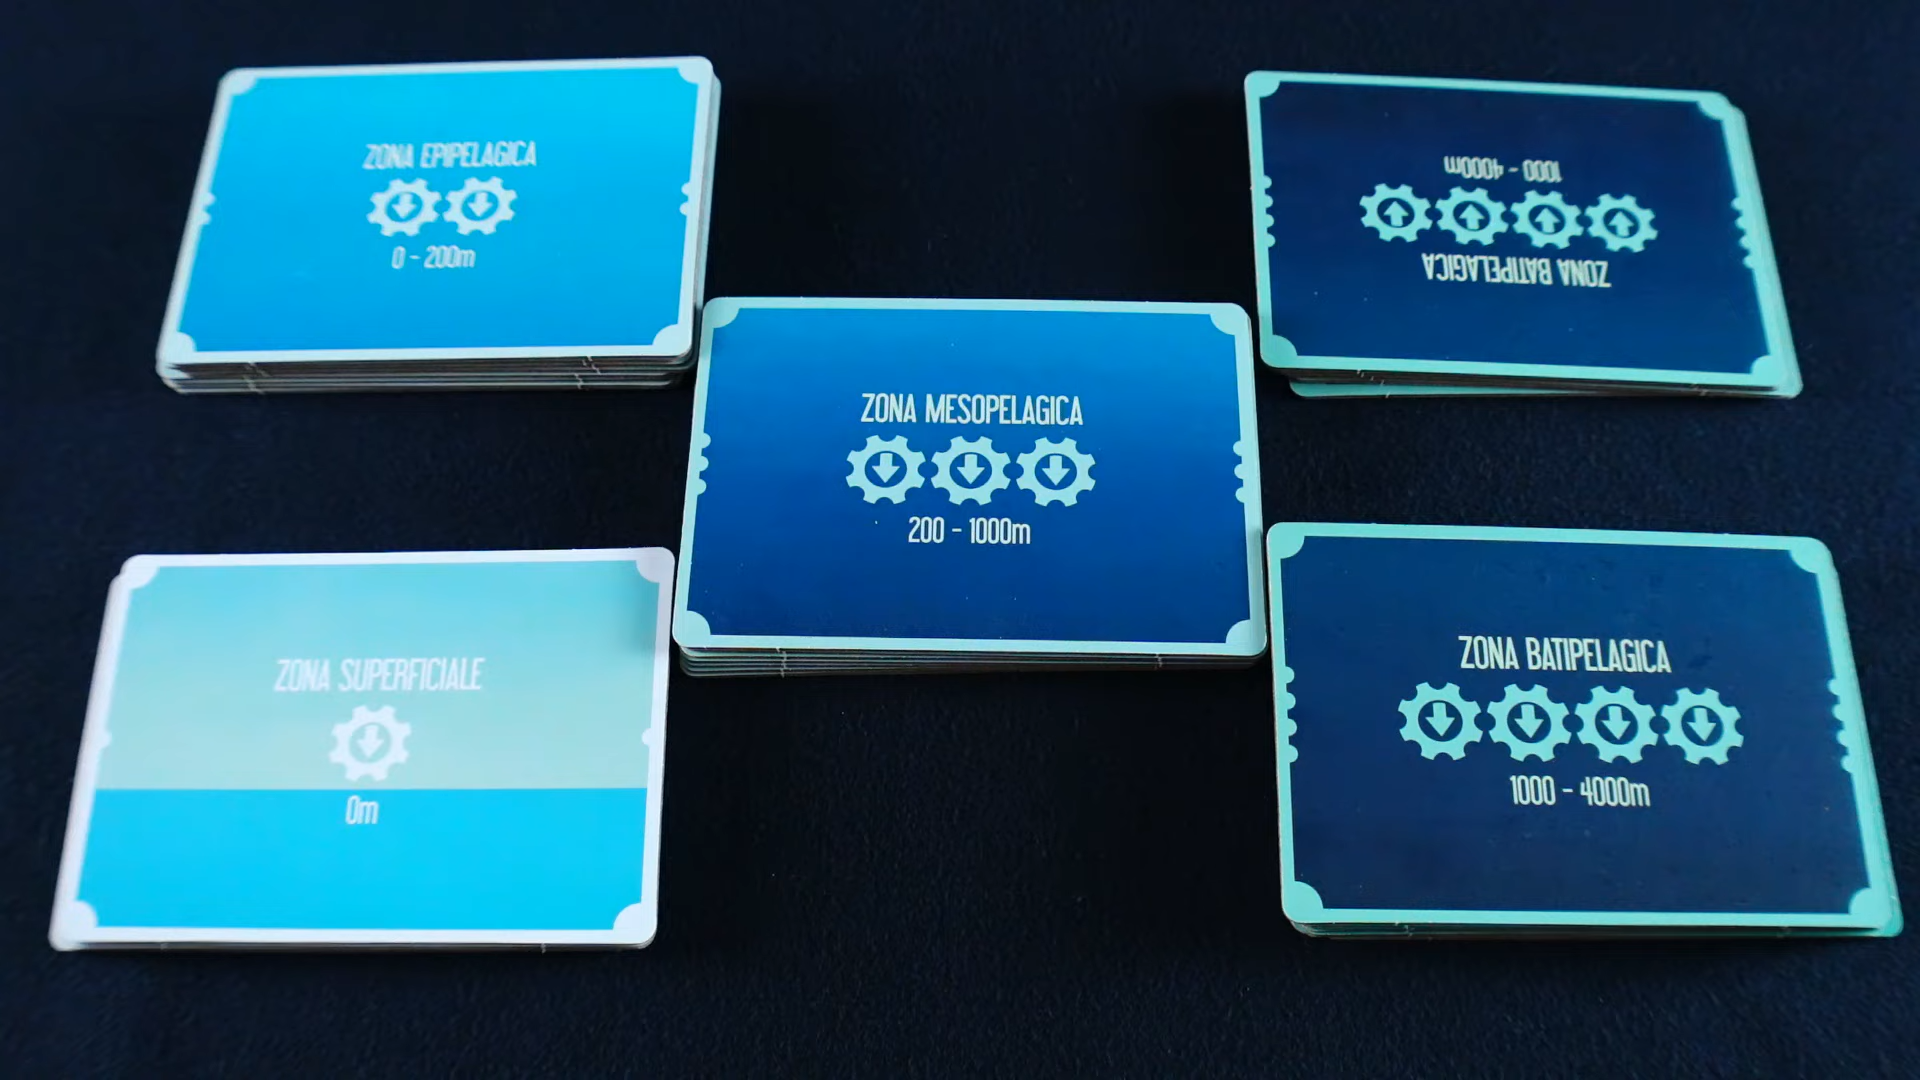 ZONA EPIPELAGICA
0 - 200m
ZONA BATIPELAGICA
1000 - 4000m
ZONA MESOPELAGICA
200 - 1000m
ZONA SUPERFICIALE
0m
ZONA BATIPELAGICA
1000 - 4000m